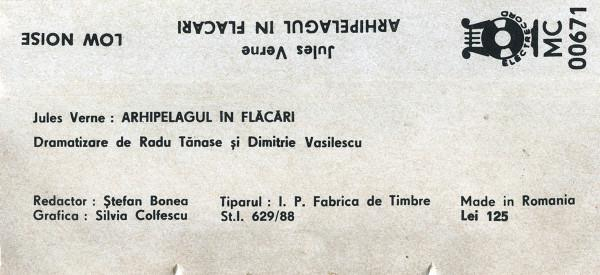 LOW NOISE
Jules Verne
ARHIPELAGUL IN FLACARI
ELECTRECORD
MC
00671
Jules Verne : ARHIPELAGUL ÎN FLĂCĂRI
Dramatizare de Radu Tănase și Dimitrie Vasilescu
Redactor : Ștefan Bonea
Grafica : Silvia Colfescu
Tiparul : I. P. Fabrica de Timbre
St.I. 629/88
Made in Romania
Lei 125